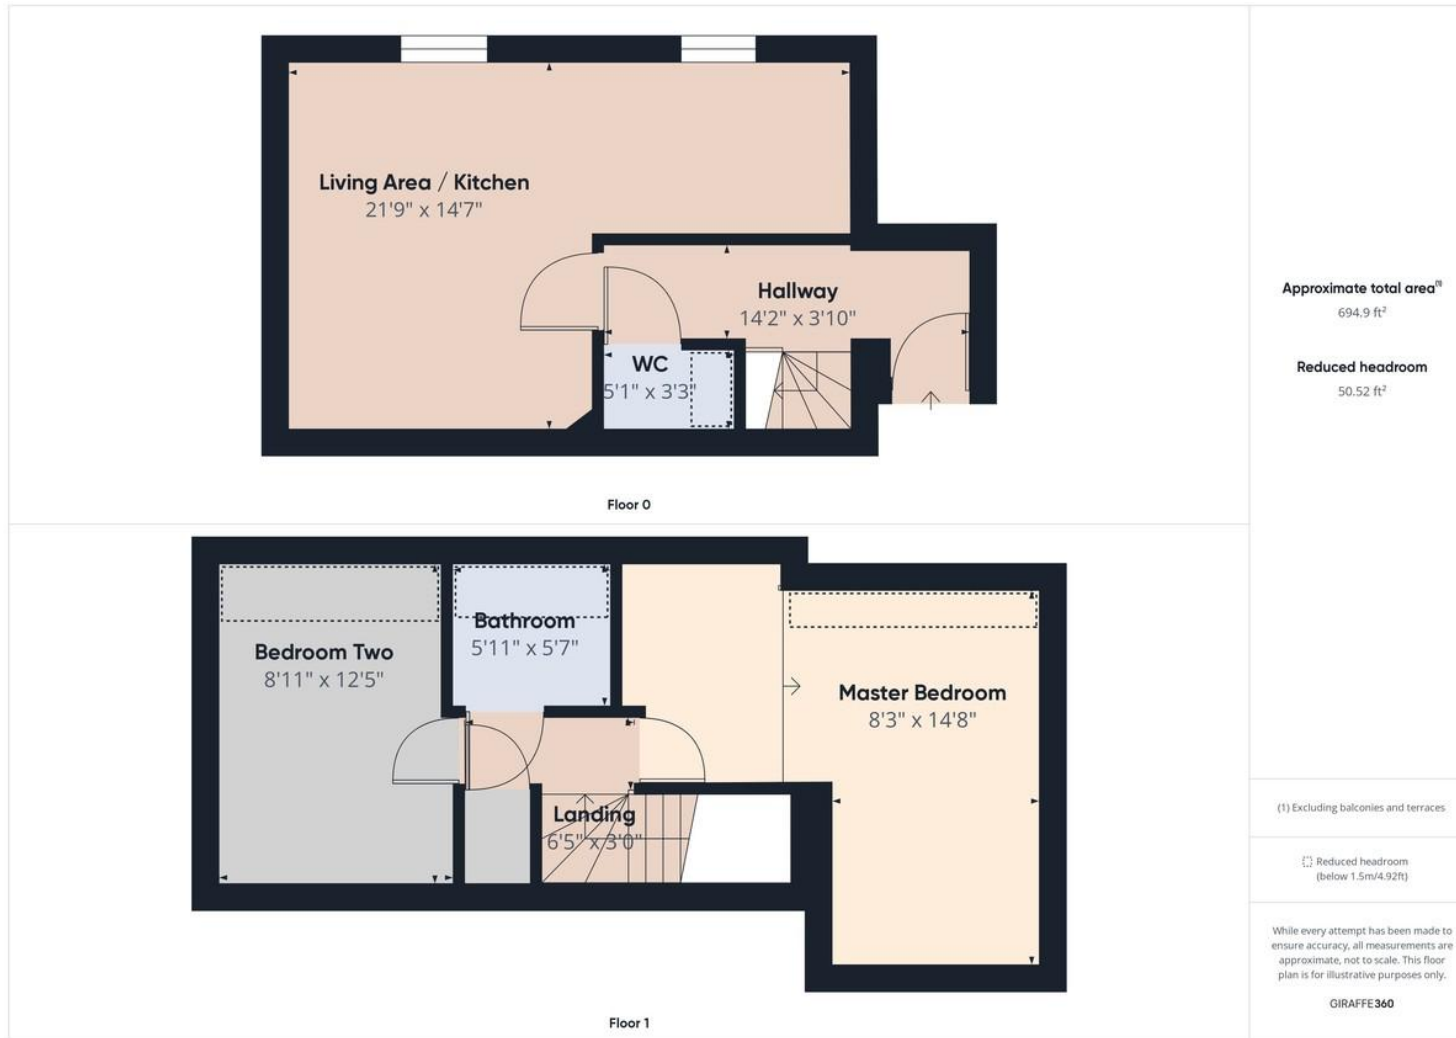 Living Area / Kitchen
21'9" x 14'7"
Hallway
14'2" x 3'10"
WC
5'1" x 3'3"
Floor 0
Bedroom Two
8'11" x 12'5"
Bathroom
5'11" x 5'7"
Master Bedroom
8'3" x 14'8"
Landing
6'5" x 3'0"
Floor 1
Approximate total area⁽¹⁾
694.9 ft²
Reduced headroom
50.52 ft²
(1) Excluding balconies and terraces
Reduced headroom
(below 1.5m/4.92ft)
While every attempt has been made to
ensure accuracy, all measurements are
approximate, not to scale. This floor
plan is for illustrative purposes only.
GIRAFFE360